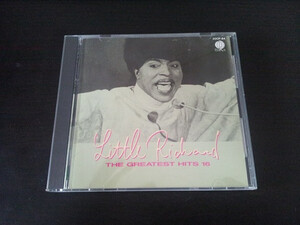 Little Richard
THE GREATEST HITS 16